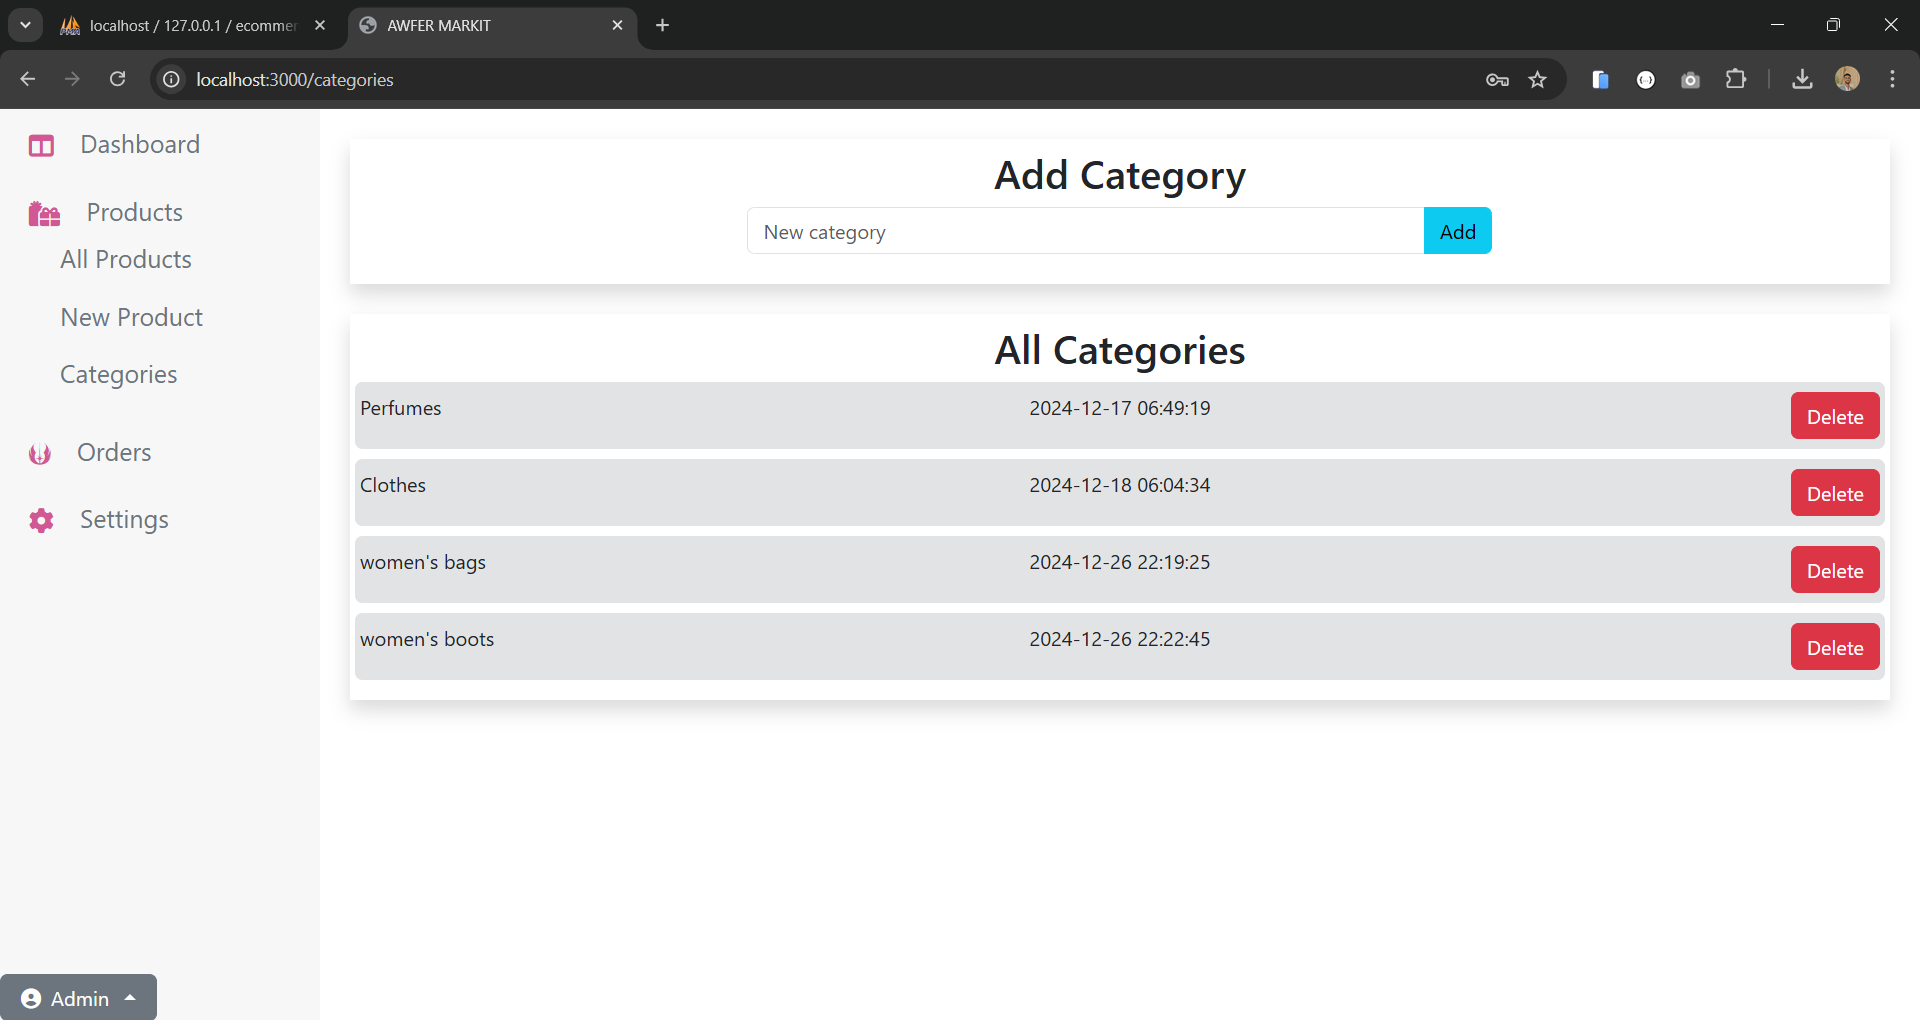 localhost / 127.0.0.1 / ecommer
AWFER MARKIT
localhost:3000/categories
Dashboard
Products
All Products
New Product
Categories
Orders
Settings
Admin
Add Category
New category
Add
All Categories
Perfumes 2024-12-17 06:49:19 Delete
Clothes 2024-12-18 06:04:34 Delete
women's bags 2024-12-26 22:19:25 Delete
women's boots 2024-12-26 22:22:45 Delete